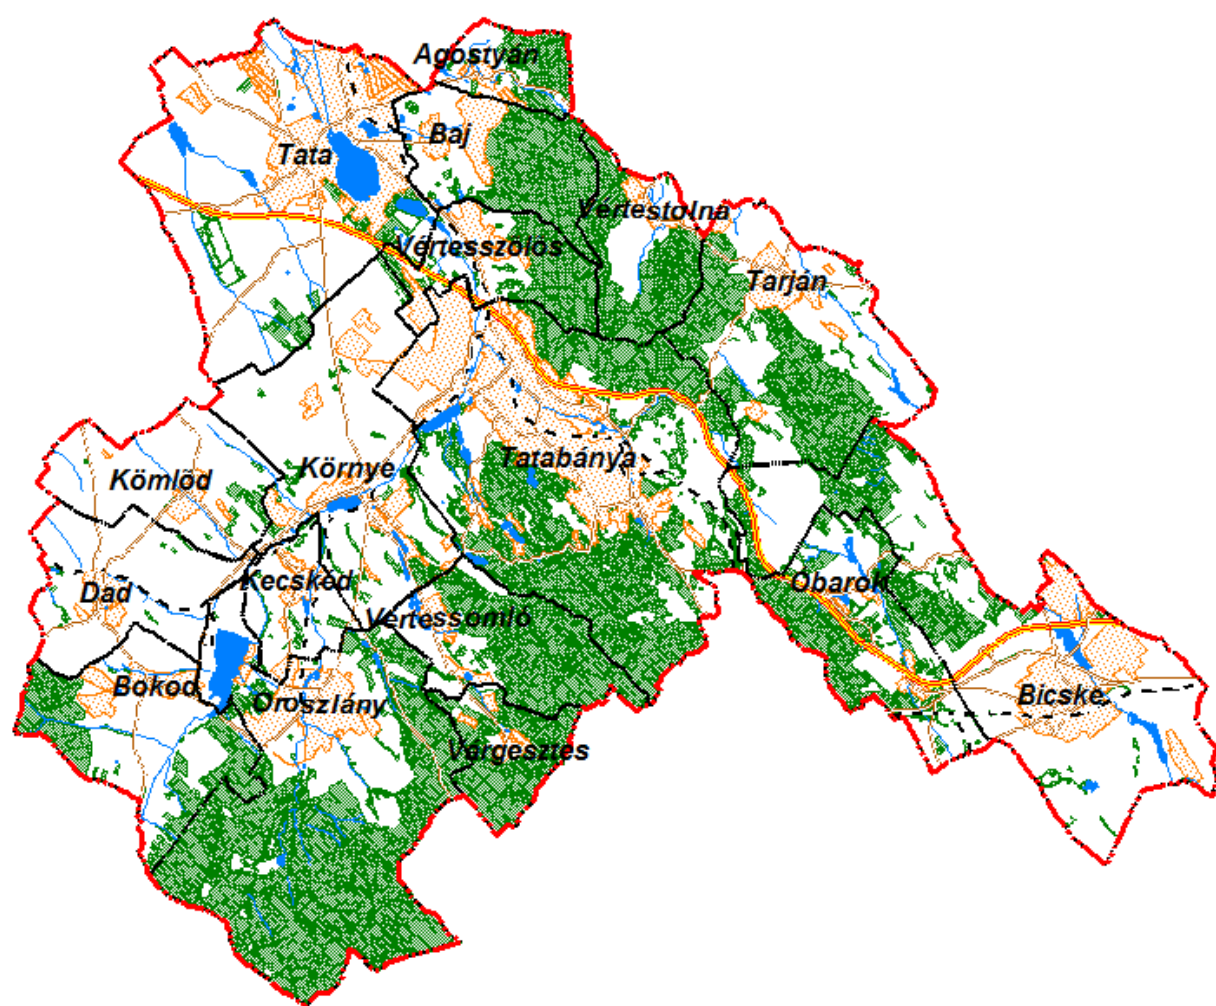 Agostyán
Baj
Tata
Vértestolna
Vértesszőlős
Tarján
Tatabánya
Környe
Kömlőd
Kecskéd
Óbarok
Dad
Vértessomló
Bokod
Oroszlány
Bicske
Várgesztes